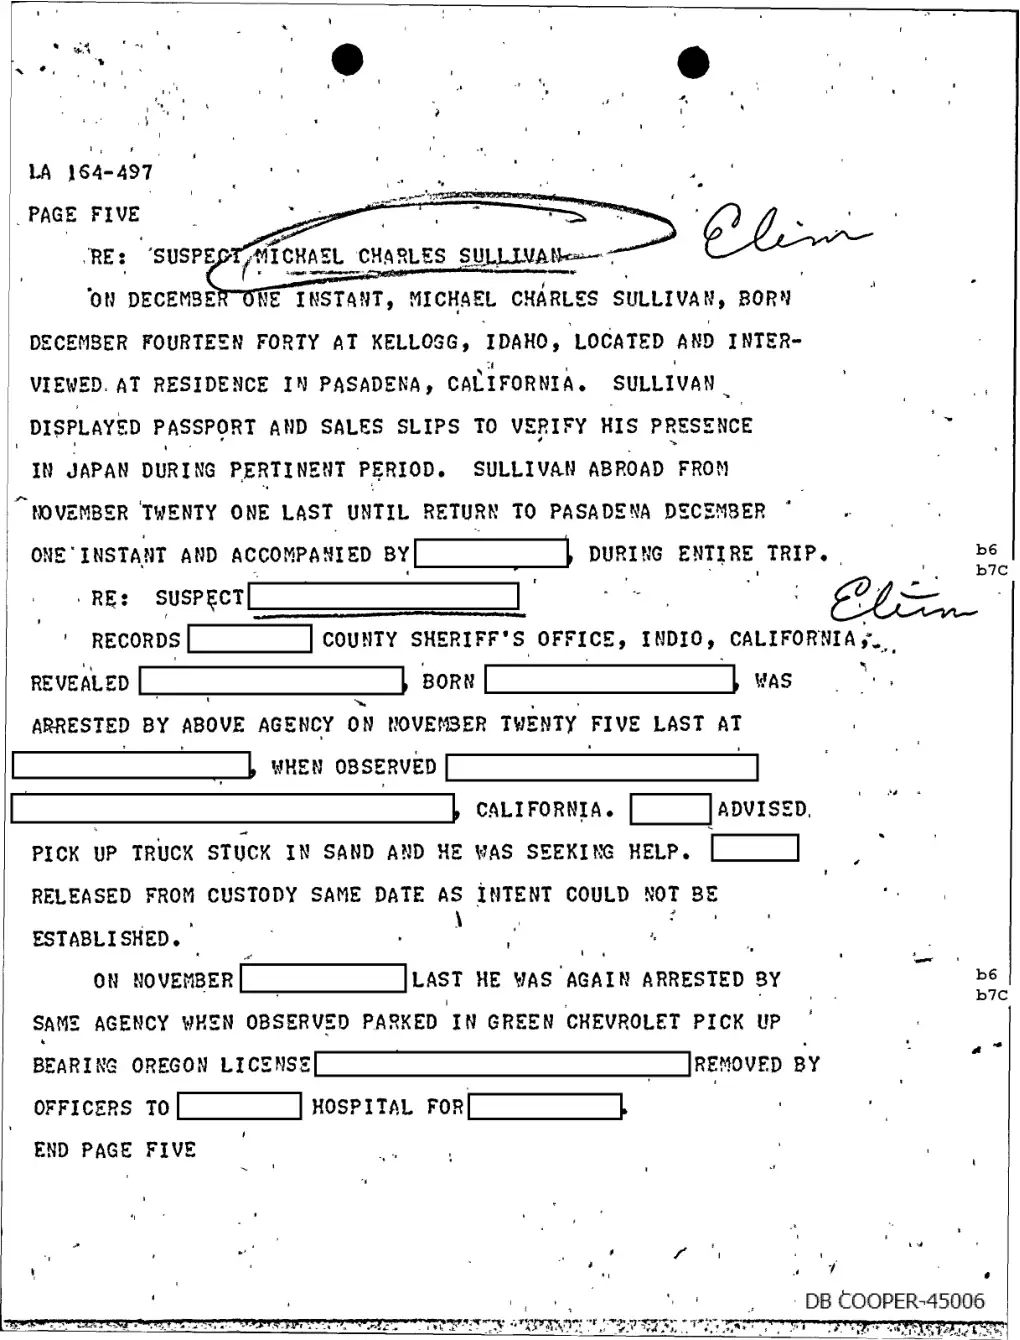 LA 164-497
PAGE FIVE
RE: SUSPECT MICHAEL CHARLES SULLIVAN
Elim
ON DECEMBER ONE INSTANT, MICHAEL CHARLES SULLIVAN, BORN
DECEMBER FOURTEEN FORTY AT KELLOGG, IDAHO, LOCATED AND INTER-
VIEWED AT RESIDENCE IN PASADENA, CALIFORNIA. SULLIVAN
DISPLAYED PASSPORT AND SALES SLIPS TO VERIFY HIS PRESENCE
IN JAPAN DURING PERTINENT PERIOD. SULLIVAN ABROAD FROM
NOVEMBER TWENTY ONE LAST UNTIL RETURN TO PASADENA DECEMBER
ONE INSTANT AND ACCOMPANIED BY , DURING ENTIRE TRIP.
b6
b7C
RE: SUSPECT
Elim
RECORDS COUNTY SHERIFF'S OFFICE, INDIO, CALIFORNIA,
REVEALED , BORN , WAS
ARRESTED BY ABOVE AGENCY ON NOVEMBER TWENTY FIVE LAST AT
, WHEN OBSERVED
, CALIFORNIA. ADVISED
PICK UP TRUCK STUCK IN SAND AND HE WAS SEEKING HELP.
RELEASED FROM CUSTODY SAME DATE AS INTENT COULD NOT BE
ESTABLISHED.
ON NOVEMBER LAST HE WAS AGAIN ARRESTED BY
b6
b7C
SAME AGENCY WHEN OBSERVED PARKED IN GREEN CHEVROLET PICK UP
BEARING OREGON LICENSE REMOVED BY
OFFICERS TO HOSPITAL FOR .
END PAGE FIVE
DB COOPER-45006